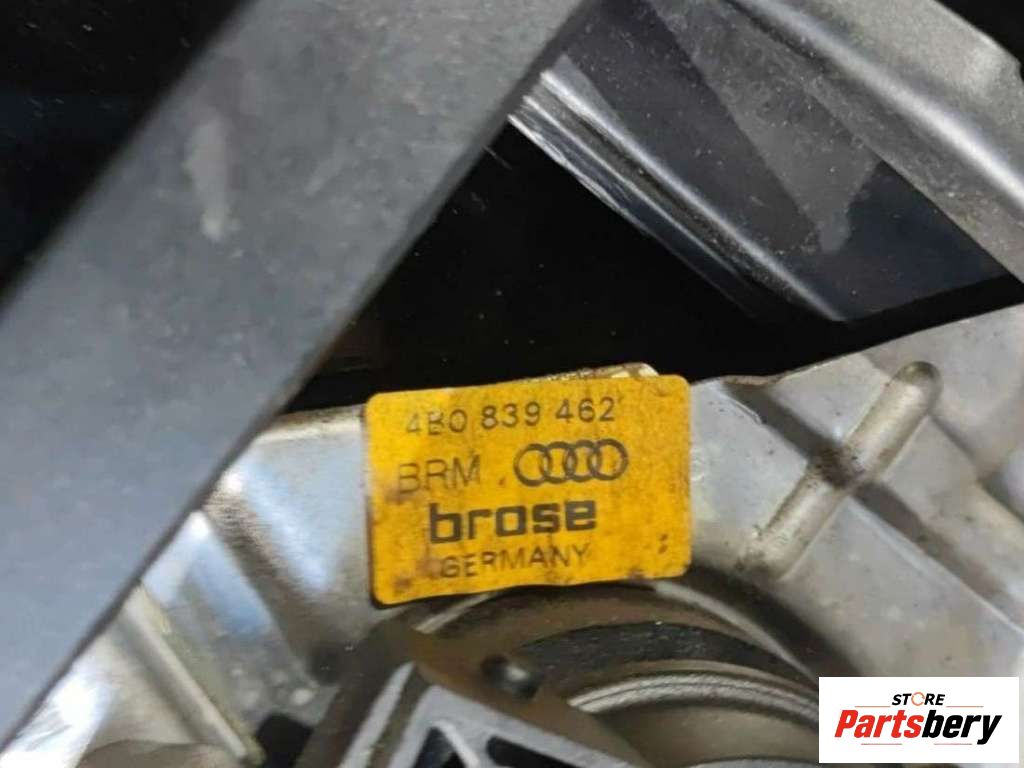 4B0 839 462
BRM
brose
GERMANY
STORE
Partsbery